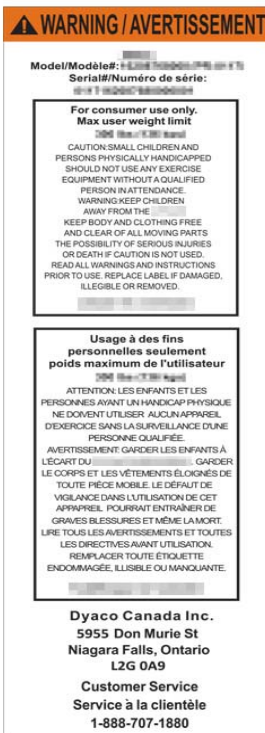 WARNING / AVERTISSEMENT
Model/Modèle#:
Serial#/Numéro de série:
For consumer use only.
Max user weight limit
CAUTION:SMALL CHILDREN AND
PERSONS PHYSICALLY HANDICAPPED
SHOULD NOT USE ANY EXERCISE
EQUIPMENT WITHOUT A QUALIFIED
PERSON IN ATTENDANCE.
WARNING:KEEP CHILDREN
AWAY FROM THE
KEEP BODY AND CLOTHING FREE
AND CLEAR OF ALL MOVING PARTS
THE POSSIBILITY OF SERIOUS INJURIES
OR DEATH IF CAUTION IS NOT USED.
READ ALL WARNINGS AND INSTRUCTIONS
PRIOR TO USE. REPLACE LABEL IF DAMAGED,
ILLEGIBLE OR REMOVED.
Usage à des fins
personnelles seulement
poids maximum de l'utilisateur
ATTENTION: LES ENFANTS ET LES
PERSONNES AYANT UN HANDICAP PHYSIQUE
NE DOIVENT UTILISER AUCUN APPAREIL
D'EXERCICE SANS LA SURVEILLANCE D'UNE
PERSONNE QUALIFIÉE.
AVERTISSEMENT: GARDER LES ENFANTS À
L'ÉCART DU . GARDER
LE CORPS ET LES VÊTEMENTS ÉLOIGNÉS DE
TOUTE PIÈCE MOBILE. LE DÉFAUT DE
VIGILANCE DANS L'UTILISATION DE CET
APPAPREIL POURRAIT ENTRAÎNER DE
GRAVES BLESSURES ET MÊME LA MORT.
LIRE TOUS LES AVERTISSEMENTS ET TOUTES
LES DIRECTIVES AVANT UTILISATION.
REMPLACER TOUTE ÉTIQUETTE
ENDOMMAGÉE, ILLISIBLE OU MANQUANTE.
Dyaco Canada Inc.
5955 Don Murie St
Niagara Falls, Ontario
L2G 0A9
Customer Service
Service à la clientèle
1-888-707-1880